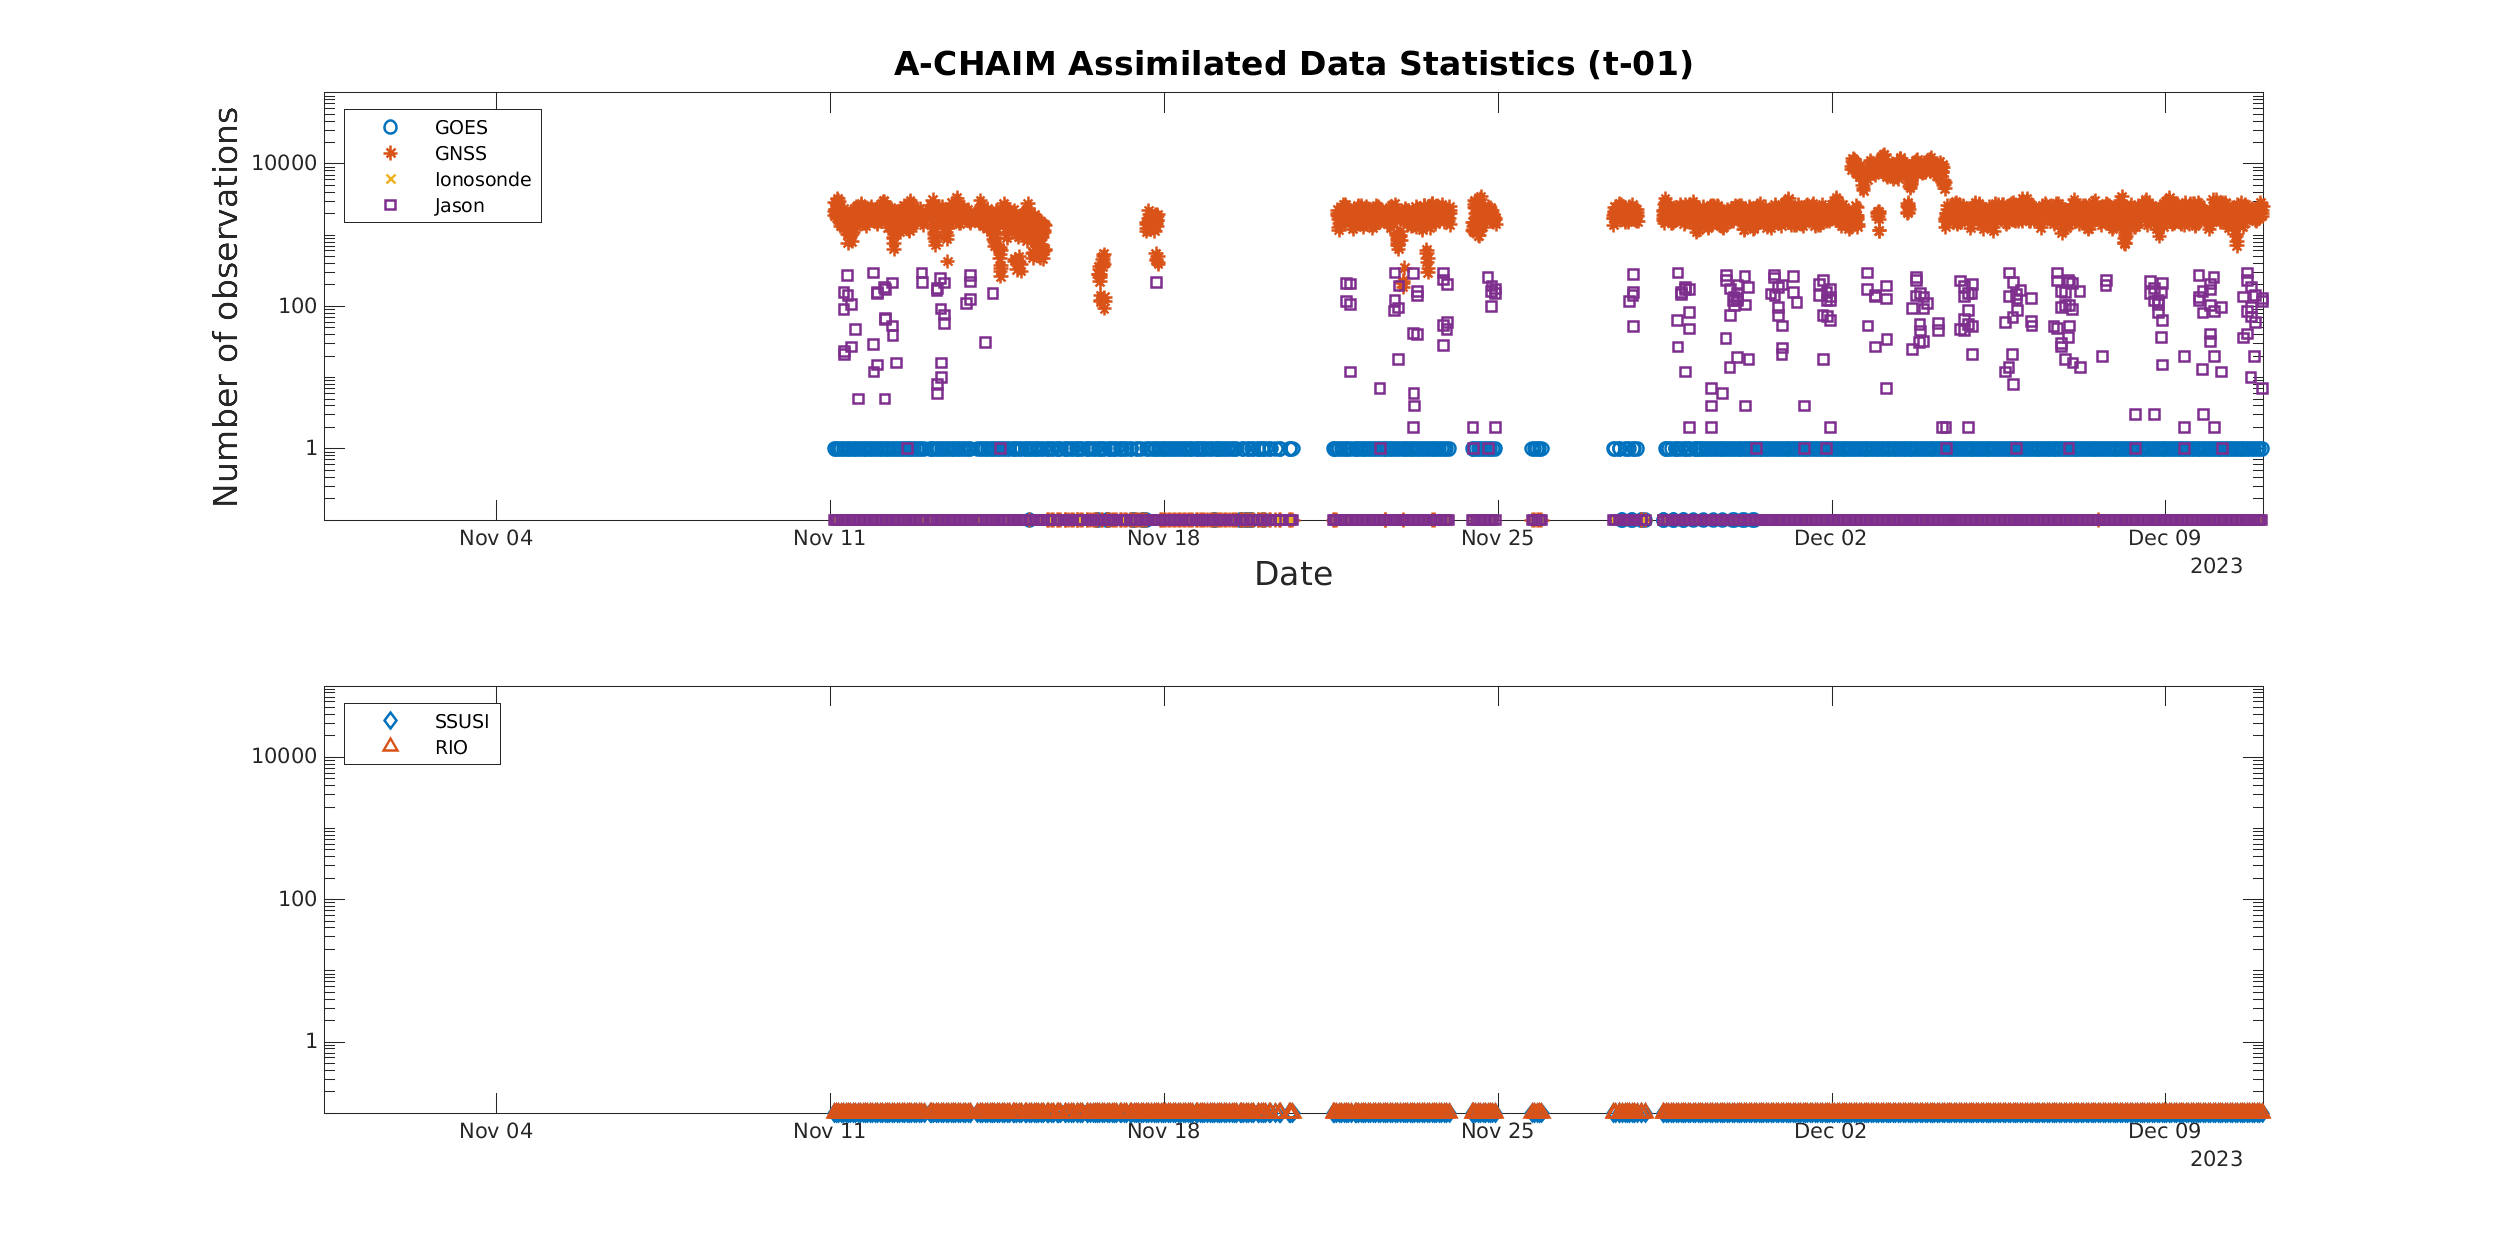 A-CHAIM Assimilated Data Statistics (t-01)
Number of observations
10000
100
1
GOES
GNSS
Ionosonde
Jason
Nov 04
Nov 11
Nov 18
Nov 25
Dec 02
Dec 09
2023
Date
10000
100
1
SSUSI
RIO
Nov 04
Nov 11
Nov 18
Nov 25
Dec 02
Dec 09
2023